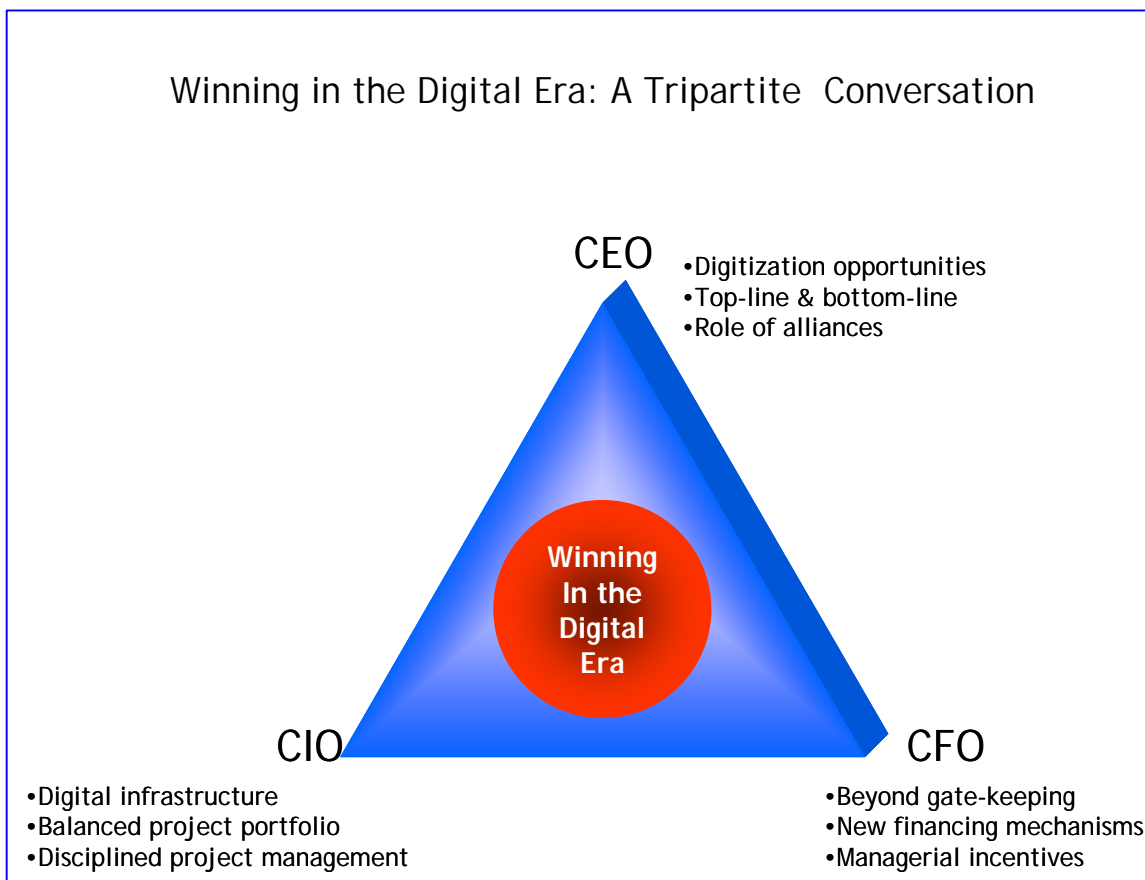 Winning in the Digital Era: A Tripartite Conversation
CEO
•Digitization opportunities
•Top-line & bottom-line
•Role of alliances
Winning
In the
Digital
Era
CIO
•Digital infrastructure
•Balanced project portfolio
•Disciplined project management
CFO
•Beyond gate-keeping
•New financing mechanisms
•Managerial incentives